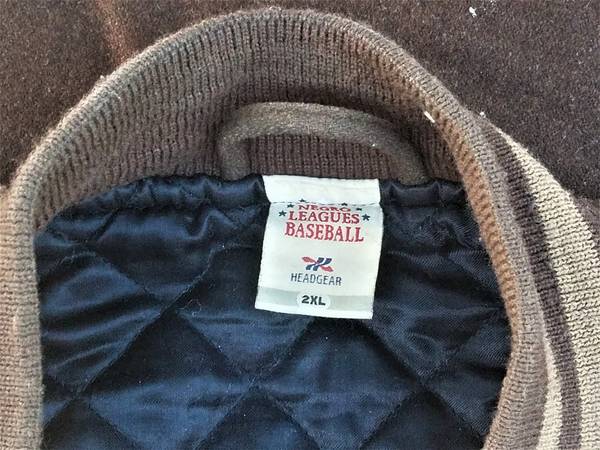 NEGRO
LEAGUES
BASEBALL
HEADGEAR
2XL